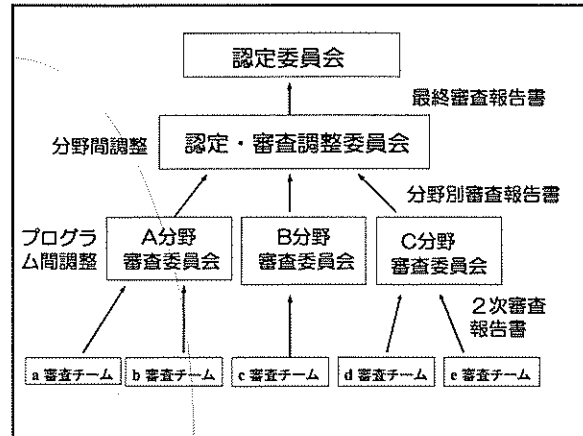 認定委員会
最終審査報告書
分野間調整
認定・審査調整委員会
分野別審査報告書
プログラ
ム間調整
A分野
審査委員会
B分野
審査委員会
C分野
審査委員会
2次審査
報告書
a 審査チーム
b 審査チーム
c 審査チーム
d 審査チーム
e 審査チーム